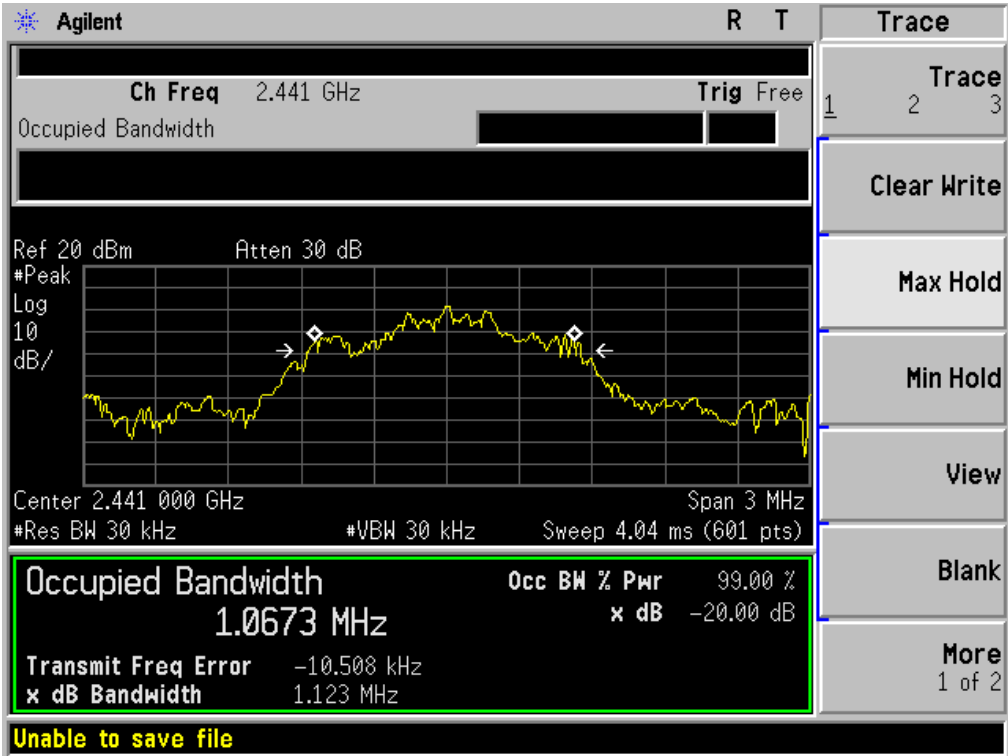 Agilent R T Trace
Ch Freq 2.441 GHz Trig Free
Occupied Bandwidth
Trace
1 2 3
Clear Write
Max Hold
Min Hold
View
Blank
More
1 of 2
Ref 20 dBm Atten 30 dB
#Peak
Log
10
dB/
Center 2.441 000 GHz Span 3 MHz
#Res BW 30 kHz #VBW 30 kHz Sweep 4.04 ms (601 pts)
Occupied Bandwidth Occ BW % Pwr 99.00 %
1.0673 MHz x dB -20.00 dB
Transmit Freq Error -10.508 kHz
x dB Bandwidth 1.123 MHz
Unable to save file